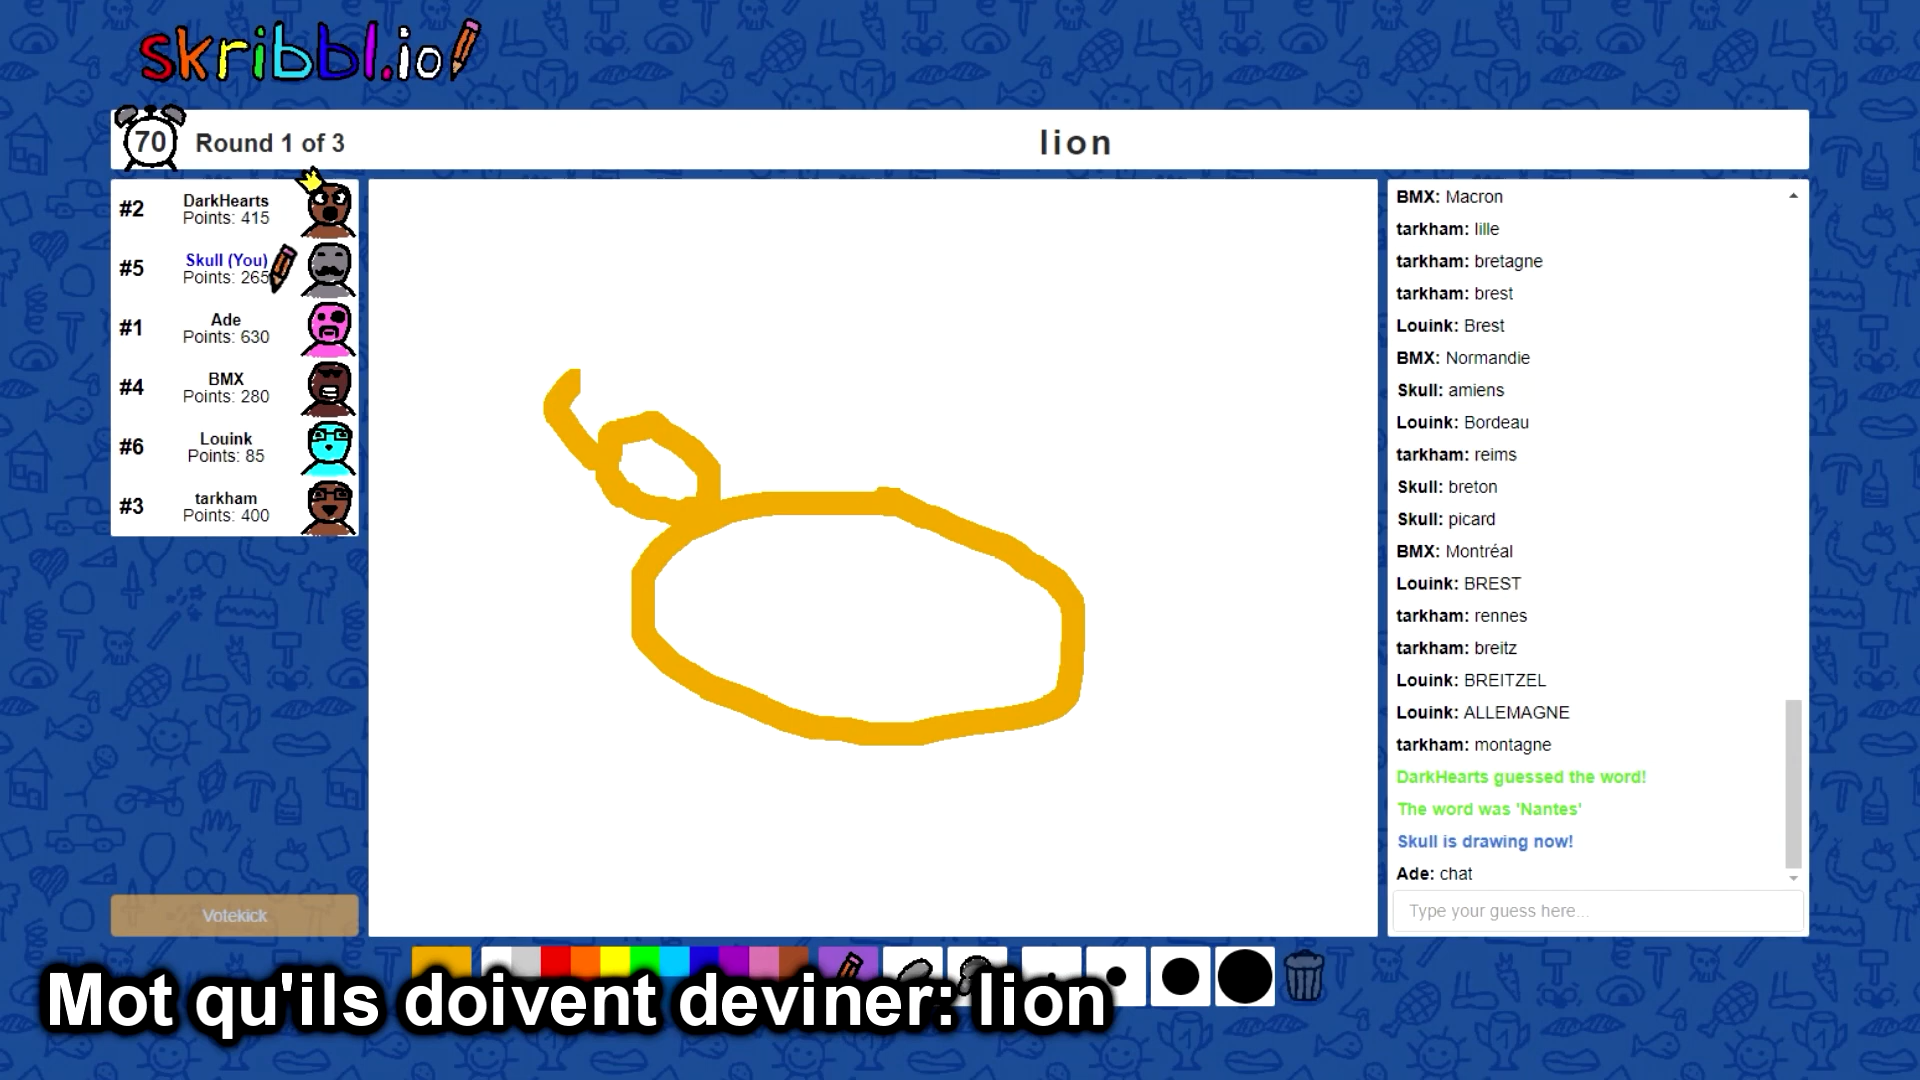 skribbl.io
70
Round 1 of 3
lion
#2
DarkHearts
Points: 415
#5
Skull (You)
Points: 265
#1
Ade
Points: 630
#4
BMX
Points: 280
#6
Louink
Points: 85
#3
tarkham
Points: 400
Votekick
BMX: Macron
tarkham: lille
tarkham: bretagne
tarkham: brest
Louink: Brest
BMX: Normandie
Skull: amiens
Louink: Bordeau
tarkham: reims
Skull: breton
Skull: picard
BMX: Montréal
Louink: BREST
tarkham: rennes
tarkham: breitz
Louink: BREITZEL
Louink: ALLEMAGNE
tarkham: montagne
DarkHearts guessed the word!
The word was 'Nantes'
Skull is drawing now!
Ade: chat
Type your guess here...
Mot qu'ils doivent deviner: lion